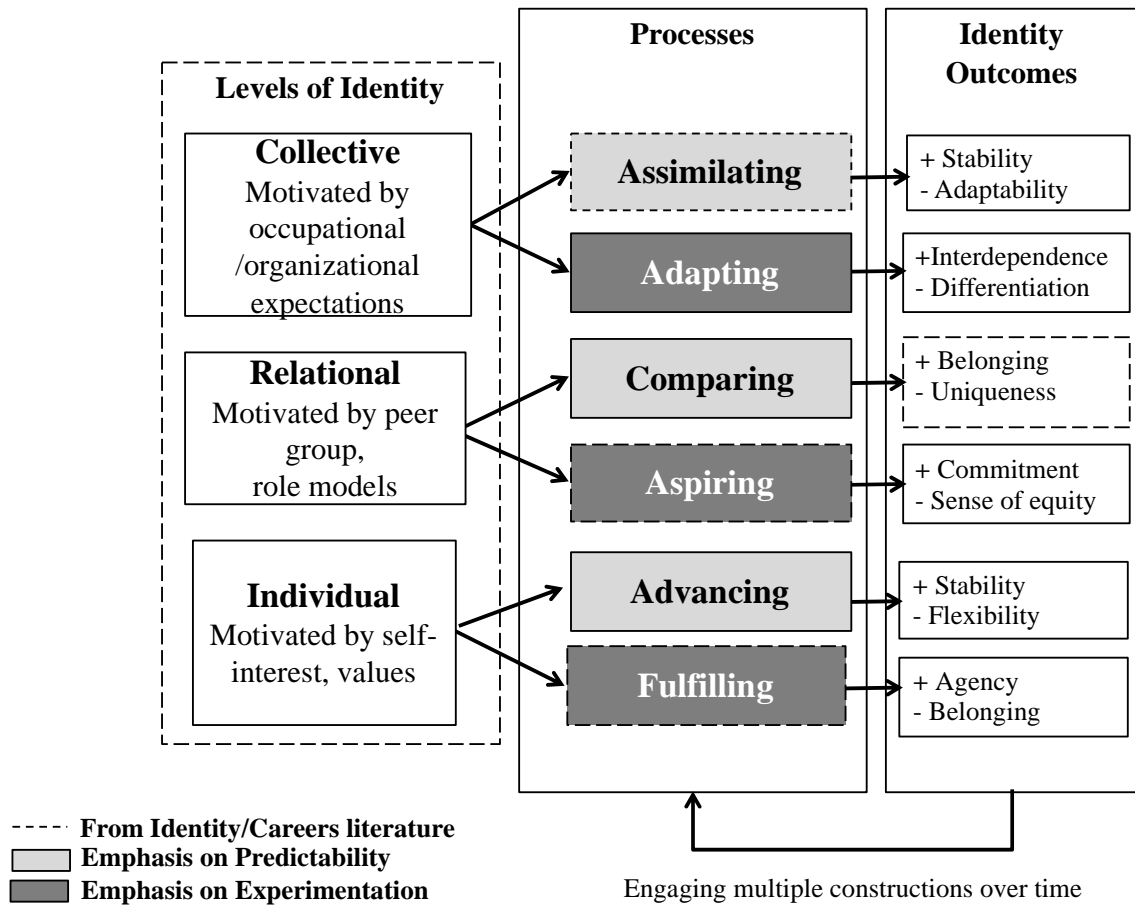 Levels of Identity
Collective
Motivated by
occupational
/organizational
expectations
Relational
Motivated by peer
group,
role models
Individual
Motivated by self-
interest, values
Processes
Assimilating
Adapting
Comparing
Aspiring
Advancing
Fulfilling
Identity
Outcomes
+ Stability
- Adaptability
+Interdependence
- Differentiation
+ Belonging
- Uniqueness
+ Commitment
- Sense of equity
+ Stability
- Flexibility
+ Agency
- Belonging
From Identity/Careers literature
Emphasis on Predictability
Emphasis on Experimentation
Engaging multiple constructions over time